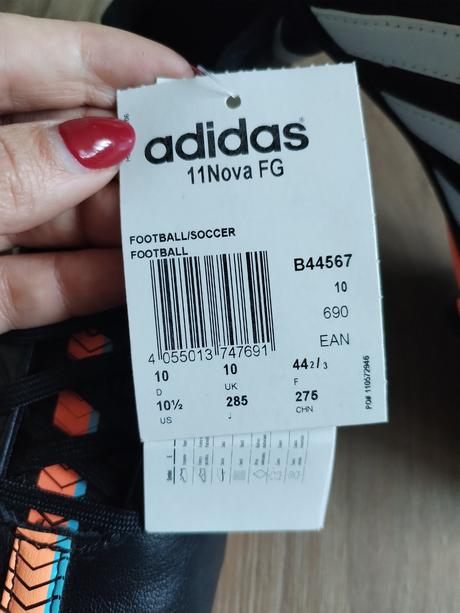 adidas®
11Nova FG
FOOTBALL/SOCCER
FOOTBALL
B44567
10
690
EAN
4 055013 747691
10 10 44 2/3
D UK F
10½ 285 275
US J CHN
PO# 110572946